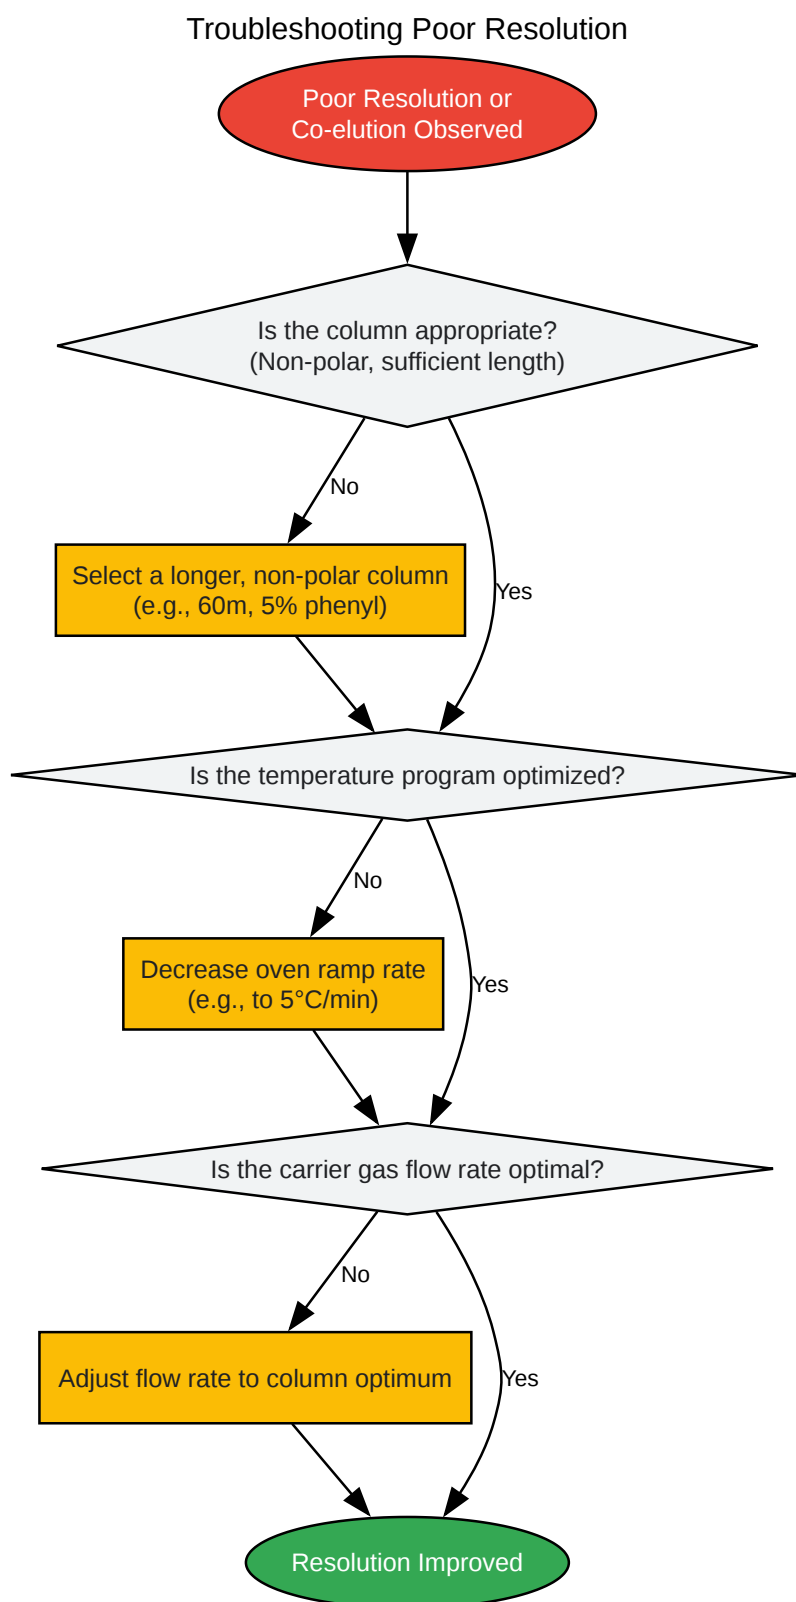 Troubleshooting Poor Resolution
Poor Resolution or
Co-elution Observed
Is the column appropriate?
(Non-polar, sufficient length)
No
Select a longer, non-polar column
(e.g., 60m, 5% phenyl)
Yes
Is the temperature program optimized?
No
Decrease oven ramp rate
(e.g., to 5°C/min)
Yes
Is the carrier gas flow rate optimal?
No
Adjust flow rate to column optimum
Yes
Resolution Improved